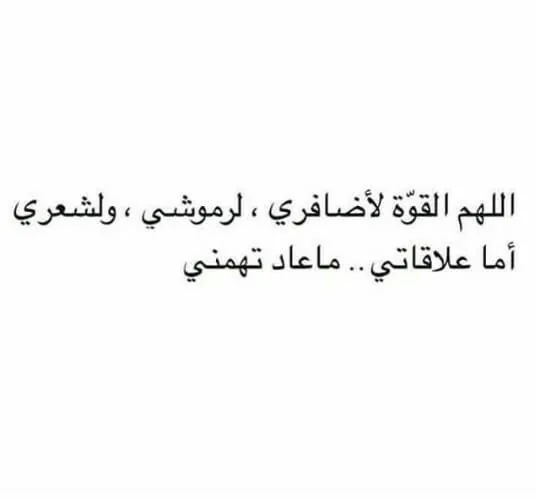 اللهم القوّة لأضافري ، لرموشي ، ولشعري
أما علاقاتي.. ماعاد تهمني